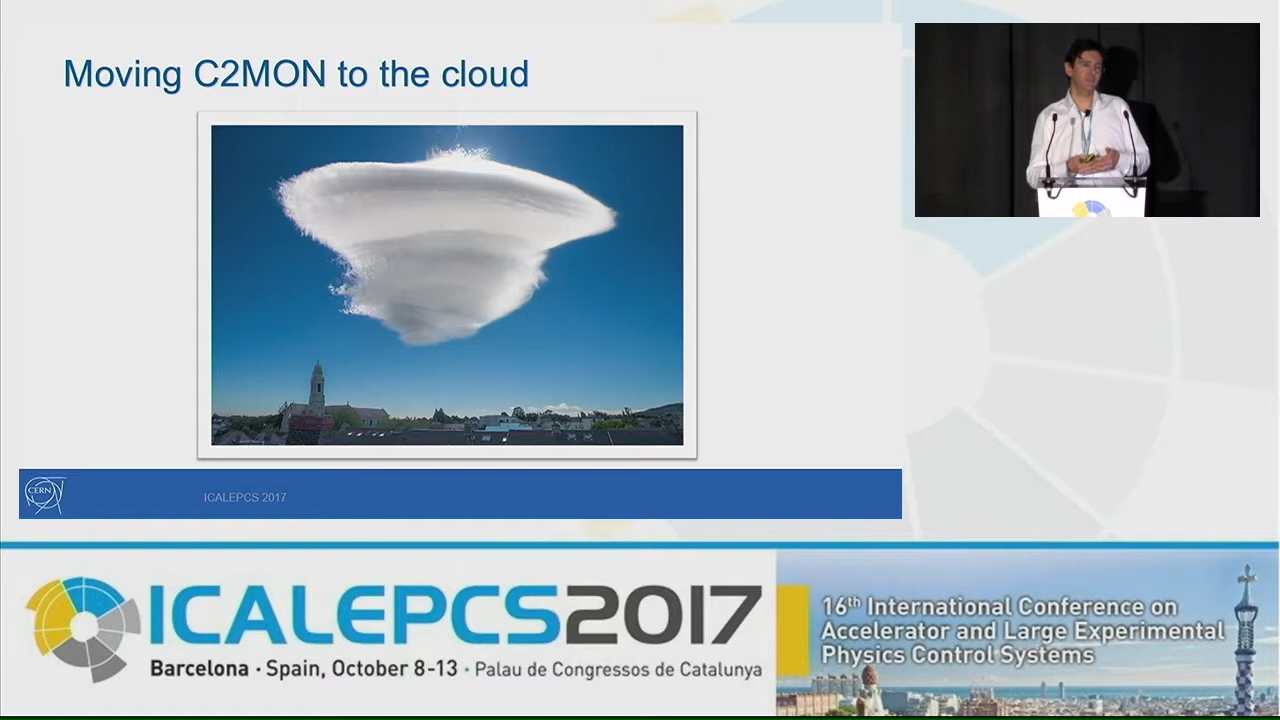 Moving C2MON to the cloud
CERN
ICALEPCS 2017
ICALEPCS2017
Barcelona · Spain, October 8-13 · Palau de Congressos de Catalunya
16th International Conference on
Accelerator and Large Experimental
Physics Control Systems